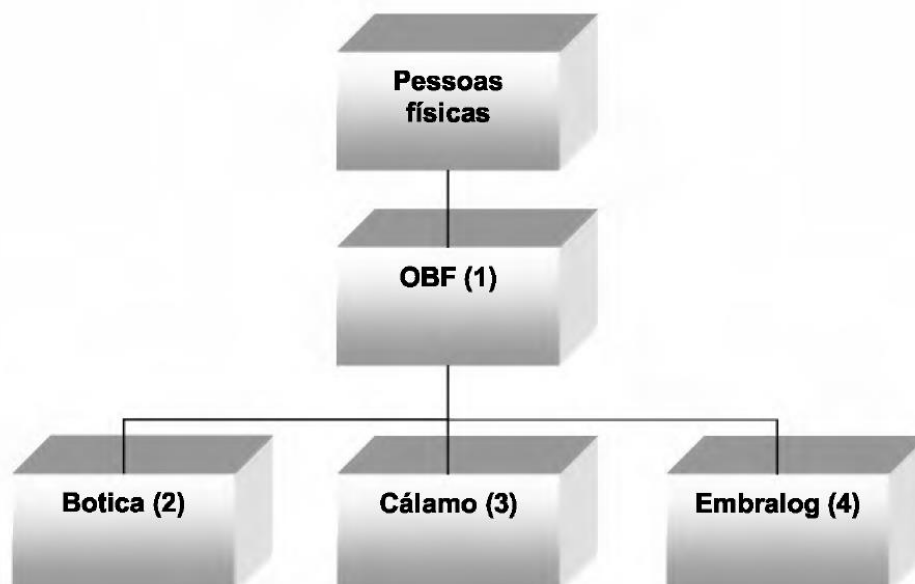 Pessoas
físicas
OBF (1)
Botica (2)
Cálamo (3)
Embralog (4)